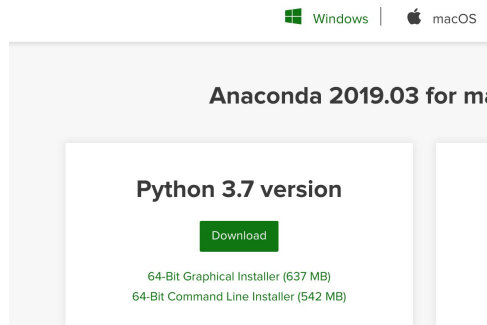 Windows | macOS
Anaconda 2019.03 for
Python 3.7 version
Download
64-Bit Graphical Installer (637 MB)
64-Bit Command Line Installer (542 MB)